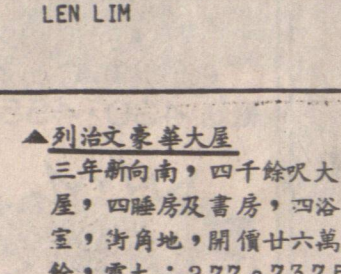 LEN LIM
▲列治文豪華大屋
三年新向南，四千餘呎大
屋，四睡房及書房，四浴
室，街角地，開價廿六萬